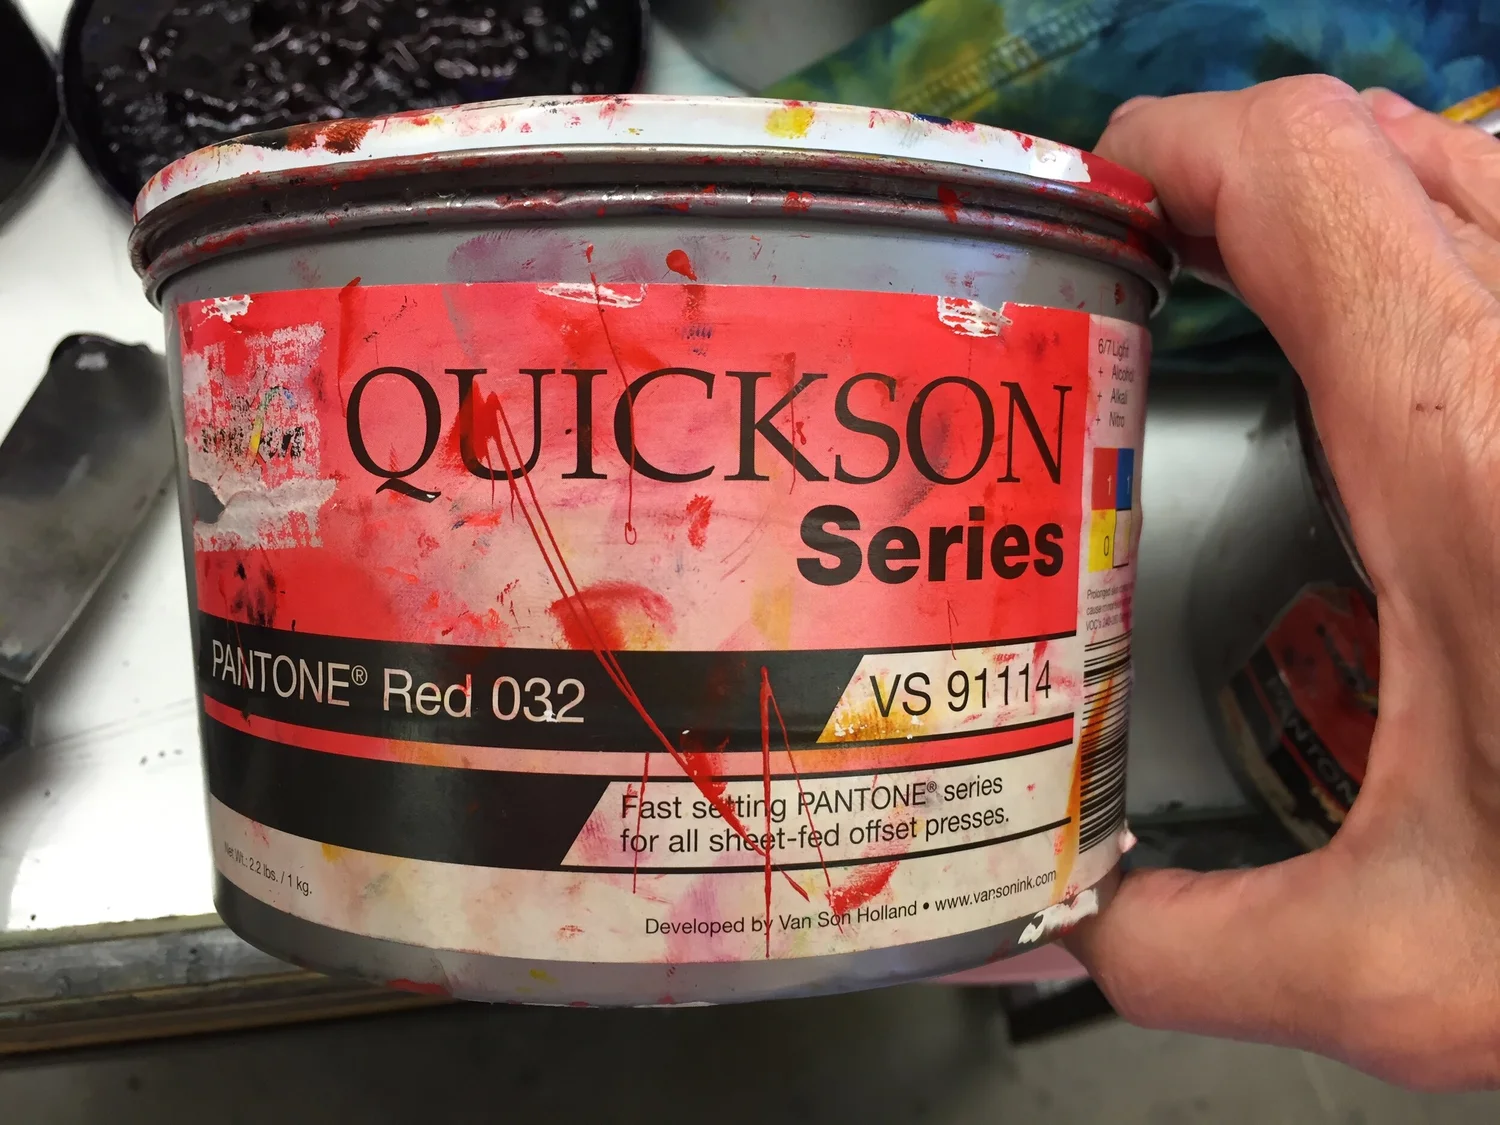 QUICKSON
Series
PANTONE® Red 032
VS 91114
Fast setting PANTONE® series
for all sheet-fed offset presses.
Net Wt.: 2.2 lbs. / 1 kg.
Developed by Van Son Holland • www.vansonink.com
6/7 Light
+ Alcohol
+ Alkali
+ Nitro
1
1
0
Prolonged
PANTONE